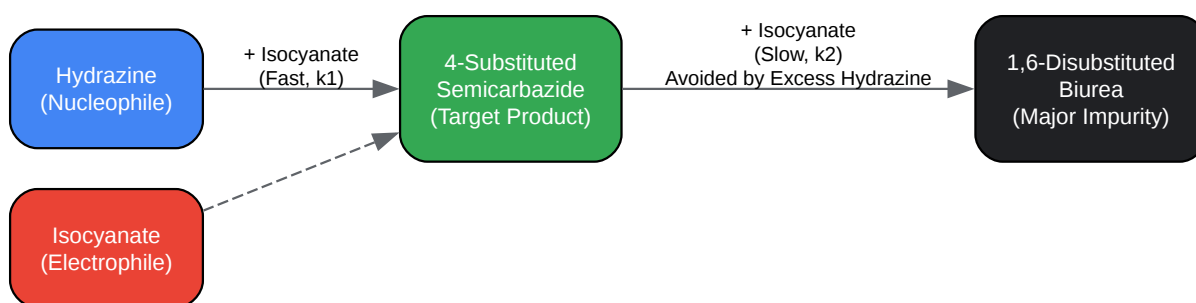 Hydrazine
(Nucleophile)
+ Isocyanate
(Fast, k1)
4-Substituted
Semicarbazide
(Target Product)
+ Isocyanate
(Slow, k2)
Avoided by Excess Hydrazine
1,6-Disubstituted
Biurea
(Major Impurity)
Isocyanate
(Electrophile)